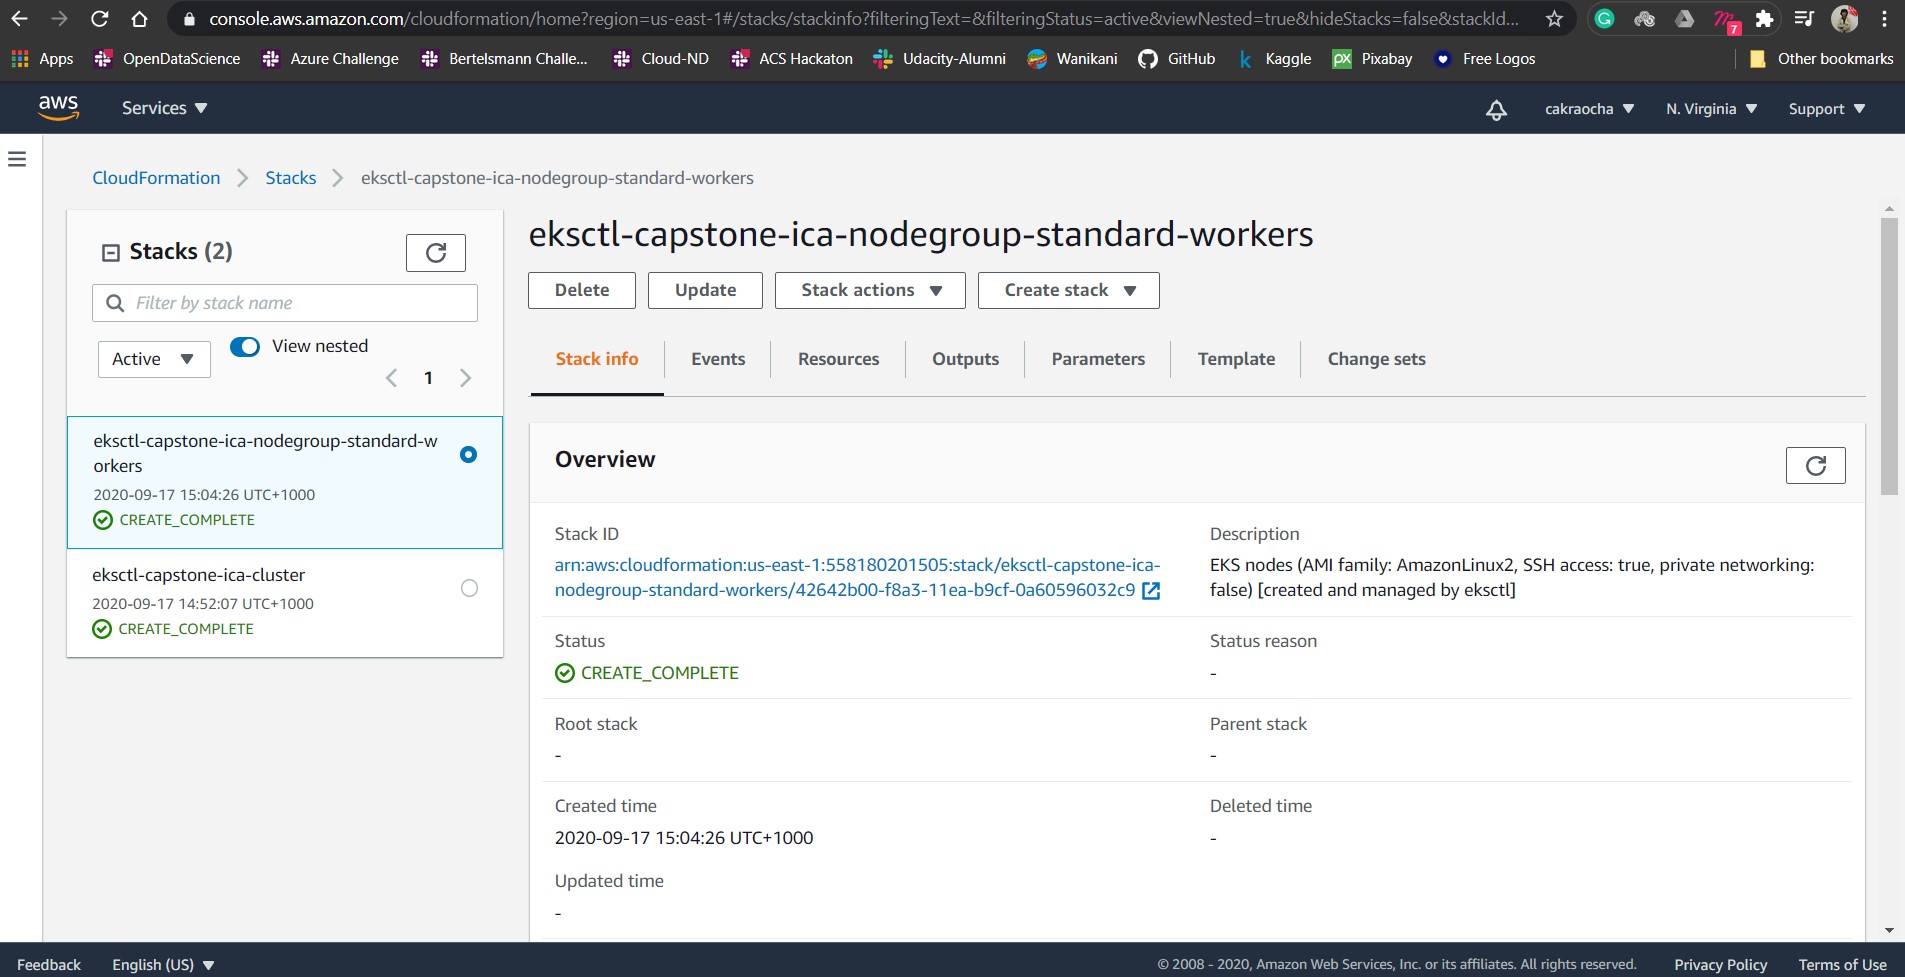 console.aws.amazon.com/cloudformation/home?region=us-east-1#/stacks/stackinfo?filteringText=&filteringStatus=active&viewNested=true&hideStacks=false&stackId...
7
Apps OpenDataScience Azure Challenge Bertelsmann Challe... Cloud-ND ACS Hackaton Udacity-Alumni Wanikani GitHub Kaggle Pixabay Free Logos Other bookmarks
aws Services cakraocha N. Virginia Support
CloudFormation Stacks eksctl-capstone-ica-nodegroup-standard-workers
Stacks (2)
Filter by stack name
Active
View nested
1
eksctl-capstone-ica-nodegroup-standard-w
orkers
2020-09-17 15:04:26 UTC+1000
CREATE_COMPLETE
eksctl-capstone-ica-cluster
2020-09-17 14:52:07 UTC+1000
CREATE_COMPLETE
eksctl-capstone-ica-nodegroup-standard-workers
Delete Update Stack actions Create stack
Stack info Events Resources Outputs Parameters Template Change sets
Overview
Stack ID
arn:aws:cloudformation:us-east-1:558180201505:stack/eksctl-capstone-ica-
nodegroup-standard-workers/42642b00-f8a3-11ea-b9cf-0a60596032c9
Description
EKS nodes (AMI family: AmazonLinux2, SSH access: true, private networking:
false) [created and managed by eksctl]
Status
CREATE_COMPLETE
Status reason
-
Root stack
-
Parent stack
-
Created time
2020-09-17 15:04:26 UTC+1000
Deleted time
-
Updated time
-
Feedback English (US) © 2008 - 2020, Amazon Web Services, Inc. or its affiliates. All rights reserved. Privacy Policy Terms of Use